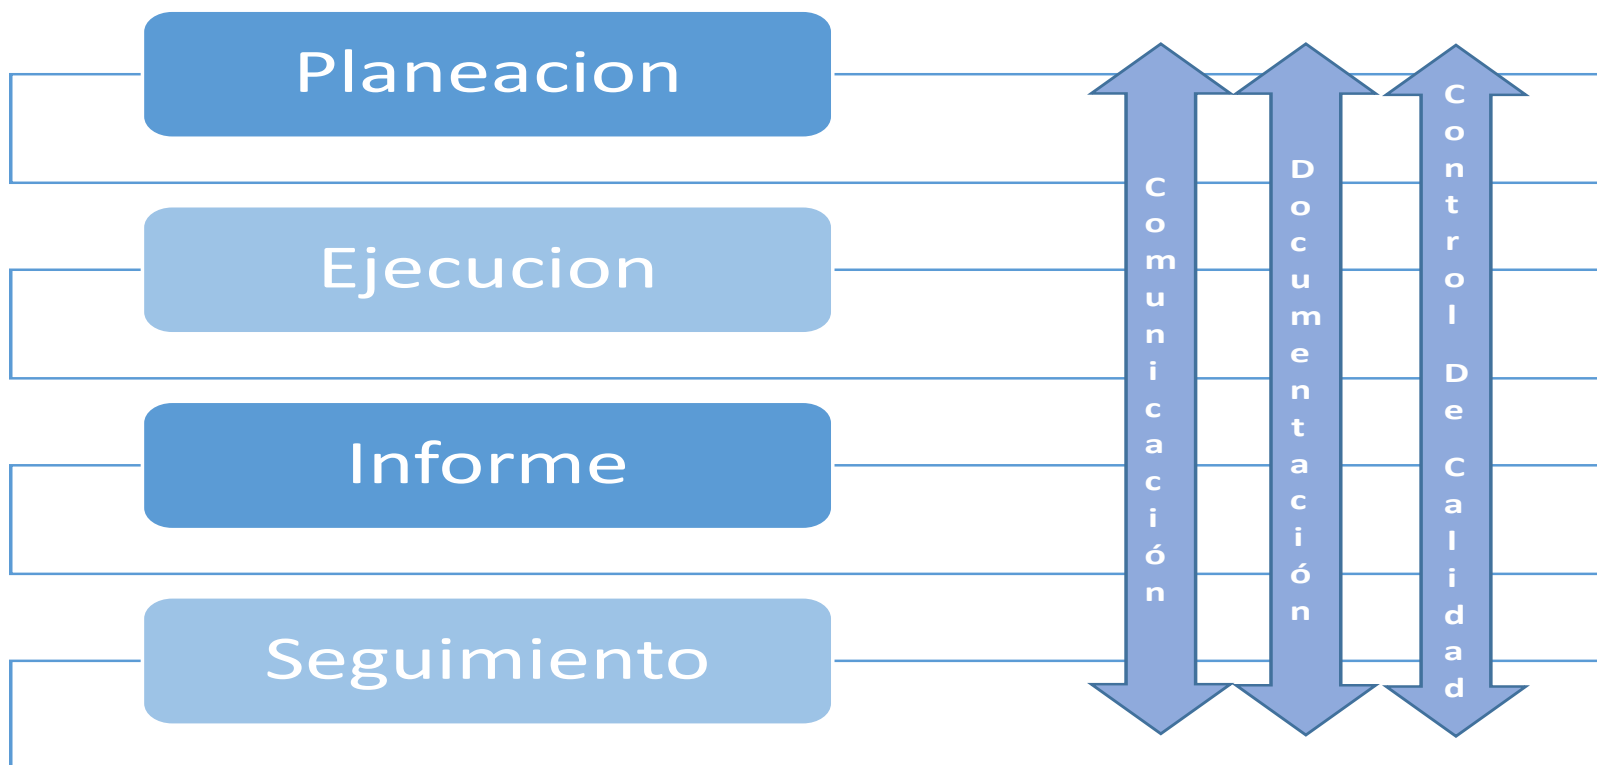 Planeacion
Ejecucion
Informe
Seguimiento
Comunicación
Documentación
Control De Calidad